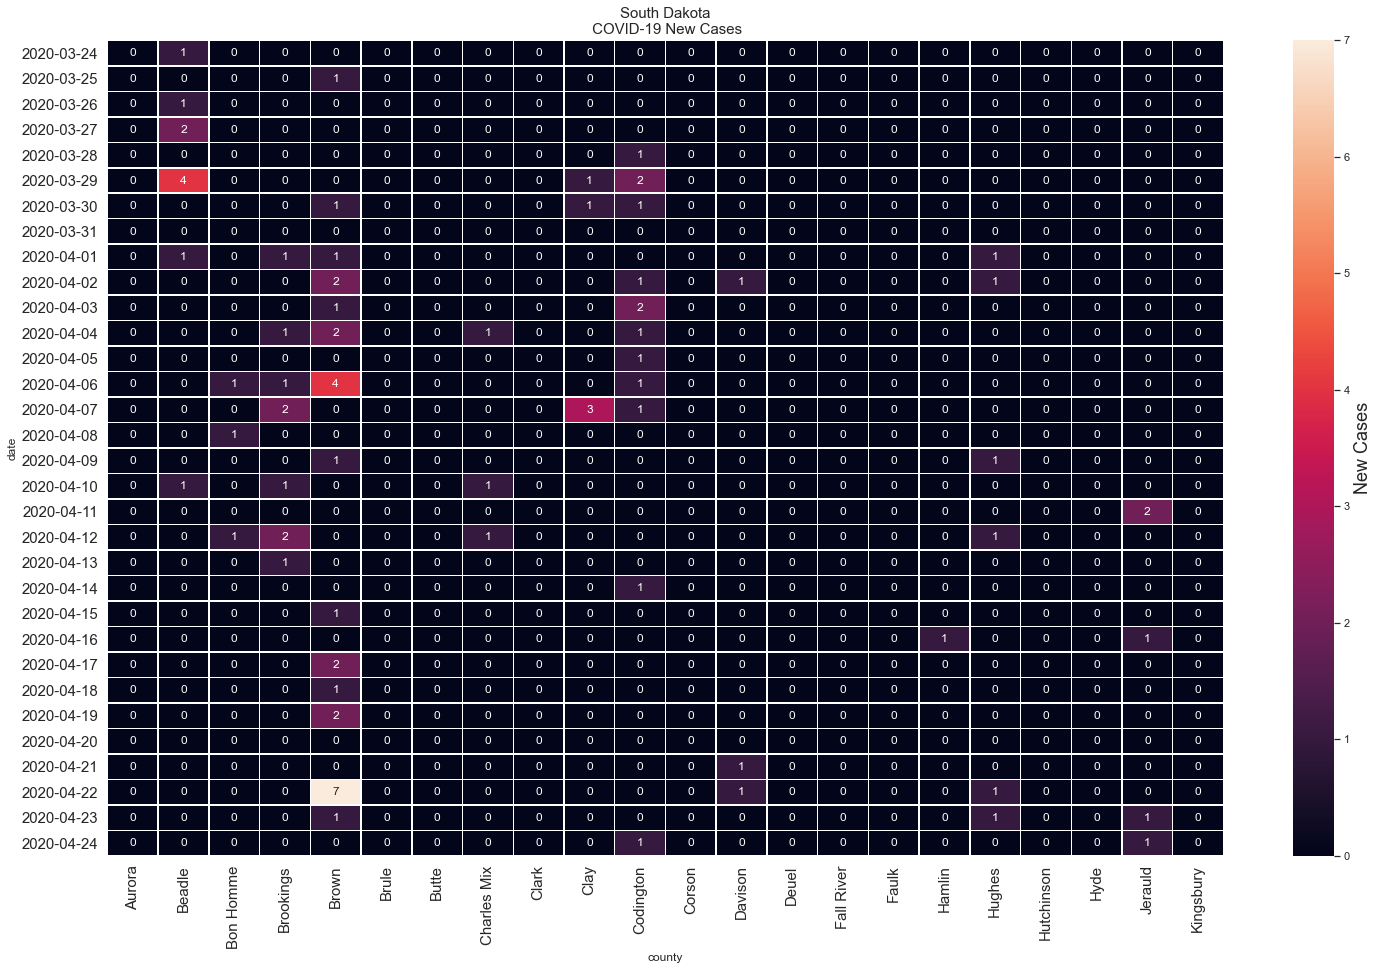 South Dakota
COVID-19 New Cases
2020-03-24 0 1 0 0 0 0 0 0 0 0 0 0 0 0 0 0 0 0 0 0 0 0
2020-03-25 0 0 0 0 1 0 0 0 0 0 0 0 0 0 0 0 0 0 0 0 0 0
2020-03-26 0 1 0 0 0 0 0 0 0 0 0 0 0 0 0 0 0 0 0 0 0 0
2020-03-27 0 2 0 0 0 0 0 0 0 0 0 0 0 0 0 0 0 0 0 0 0 0
2020-03-28 0 0 0 0 0 0 0 0 0 0 1 0 0 0 0 0 0 0 0 0 0 0
2020-03-29 0 4 0 0 0 0 0 0 0 1 2 0 0 0 0 0 0 0 0 0 0 0
2020-03-30 0 0 0 0 1 0 0 0 0 1 1 0 0 0 0 0 0 0 0 0 0 0
2020-03-31 0 0 0 0 0 0 0 0 0 0 0 0 0 0 0 0 0 0 0 0 0 0
2020-04-01 0 1 0 1 1 0 0 0 0 0 0 0 0 0 0 0 0 1 0 0 0 0
2020-04-02 0 0 0 0 2 0 0 0 0 0 1 0 1 0 0 0 0 1 0 0 0 0
2020-04-03 0 0 0 0 1 0 0 0 0 0 2 0 0 0 0 0 0 0 0 0 0 0
2020-04-04 0 0 0 1 2 0 0 1 0 0 1 0 0 0 0 0 0 0 0 0 0 0
2020-04-05 0 0 0 0 0 0 0 0 0 0 1 0 0 0 0 0 0 0 0 0 0 0
2020-04-06 0 0 1 1 4 0 0 0 0 0 1 0 0 0 0 0 0 0 0 0 0 0
2020-04-07 0 0 0 2 0 0 0 0 0 3 1 0 0 0 0 0 0 0 0 0 0 0
2020-04-08 0 0 1 0 0 0 0 0 0 0 0 0 0 0 0 0 0 0 0 0 0 0
2020-04-09 0 0 0 0 1 0 0 0 0 0 0 0 0 0 0 0 0 1 0 0 0 0
2020-04-10 0 1 0 1 0 0 0 1 0 0 0 0 0 0 0 0 0 0 0 0 0 0
2020-04-11 0 0 0 0 0 0 0 0 0 0 0 0 0 0 0 0 0 0 0 0 2 0
2020-04-12 0 0 1 2 0 0 0 1 0 0 0 0 0 0 0 0 0 1 0 0 0 0
2020-04-13 0 0 0 1 0 0 0 0 0 0 0 0 0 0 0 0 0 0 0 0 0 0
2020-04-14 0 0 0 0 0 0 0 0 0 0 1 0 0 0 0 0 0 0 0 0 0 0
2020-04-15 0 0 0 0 1 0 0 0 0 0 0 0 0 0 0 0 0 0 0 0 0 0
2020-04-16 0 0 0 0 0 0 0 0 0 0 0 0 0 0 0 0 1 0 0 0 1 0
2020-04-17 0 0 0 0 2 0 0 0 0 0 0 0 0 0 0 0 0 0 0 0 0 0
2020-04-18 0 0 0 0 1 0 0 0 0 0 0 0 0 0 0 0 0 0 0 0 0 0
2020-04-19 0 0 0 0 2 0 0 0 0 0 0 0 0 0 0 0 0 0 0 0 0 0
2020-04-20 0 0 0 0 0 0 0 0 0 0 0 0 0 0 0 0 0 0 0 0 0 0
2020-04-21 0 0 0 0 0 0 0 0 0 0 0 0 1 0 0 0 0 0 0 0 0 0
2020-04-22 0 0 0 0 7 0 0 0 0 0 0 0 1 0 0 0 0 1 0 0 0 0
2020-04-23 0 0 0 0 1 0 0 0 0 0 0 0 0 0 0 0 0 1 0 0 1 0
2020-04-24 0 0 0 0 0 0 0 0 0 0 1 0 0 0 0 0 0 0 0 0 1 0
date
Aurora
Beadle
Bon Homme
Brookings
Brown
Brule
Butte
Charles Mix
Clark
Clay
Codington
Corson
Davison
Deuel
Fall River
Faulk
Hamlin
Hughes
Hutchinson
Hyde
Jerauld
Kingsbury
county
7
6
5
4
3
2
1
0
New Cases